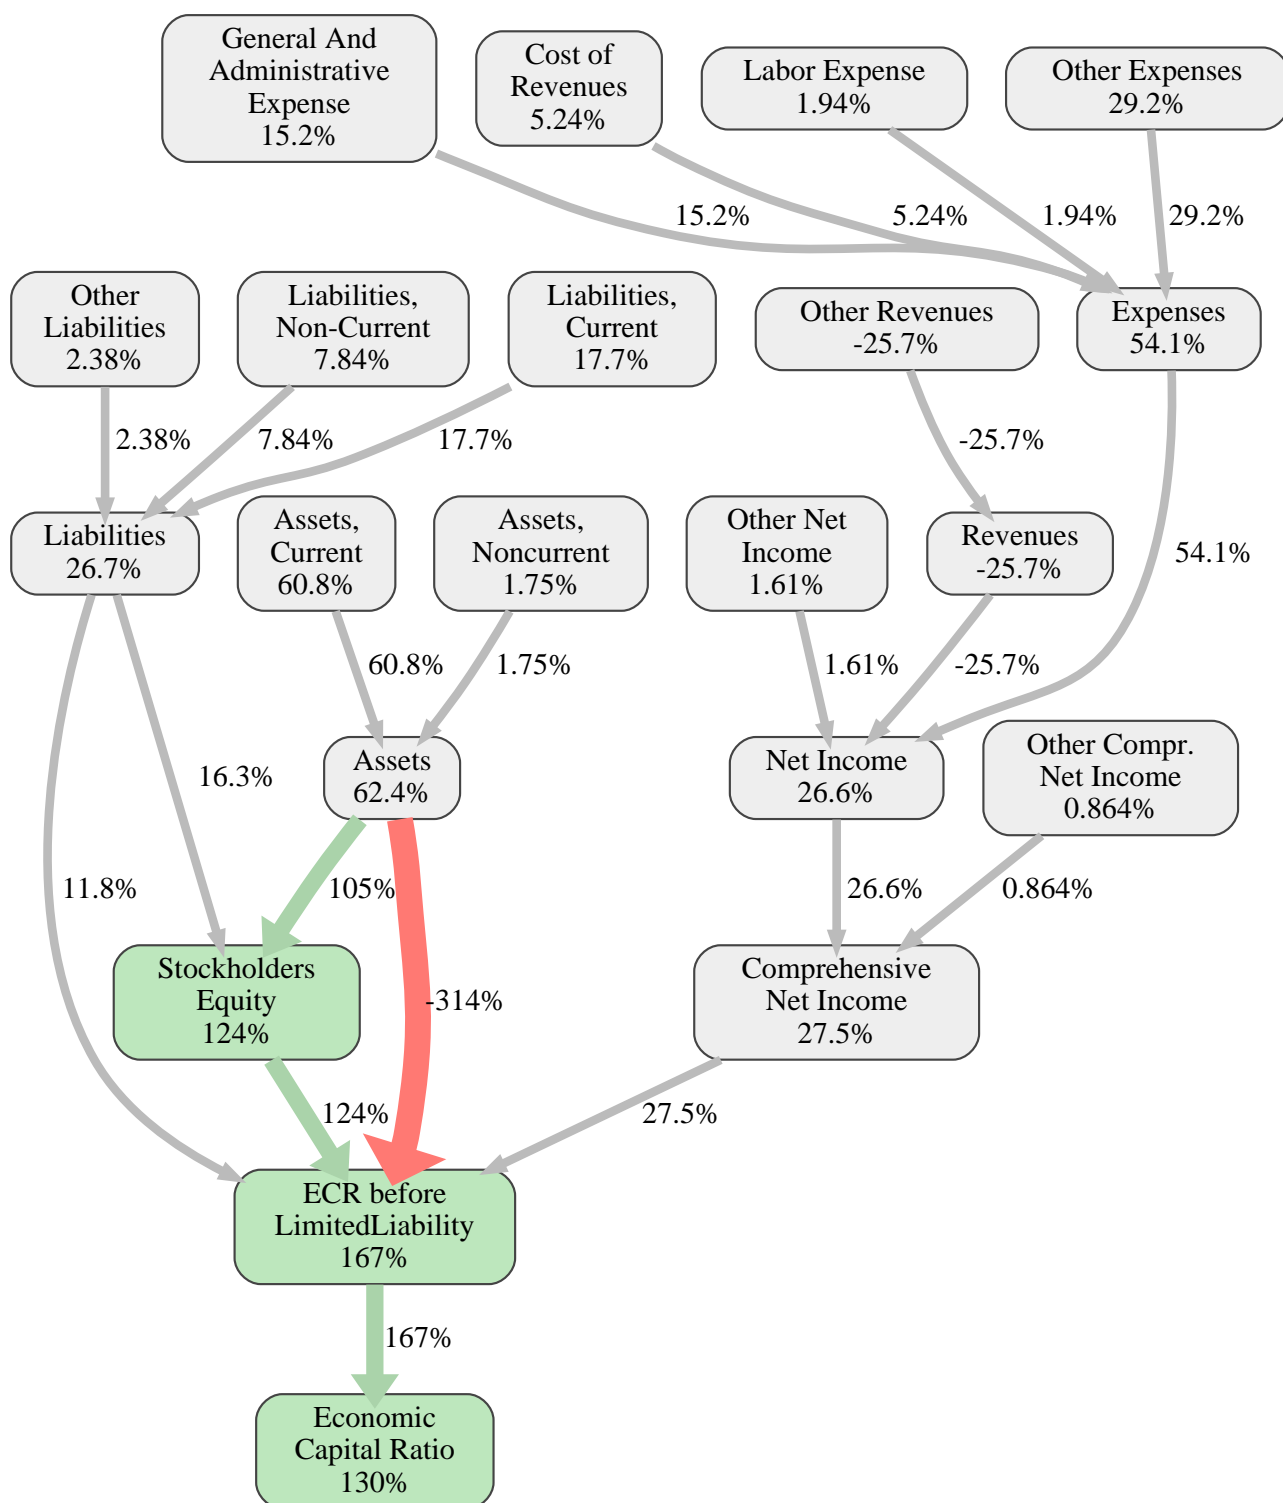 General And
Administrative
Expense
15.2%
Cost of
Revenues
5.24%
Labor Expense
1.94%
Other Expenses
29.2%
15.2%
5.24%
1.94%
29.2%
Other
Liabilities
2.38%
Liabilities,
Non-Current
7.84%
Liabilities,
Current
17.7%
Other Revenues
-25.7%
Expenses
54.1%
2.38%
7.84%
17.7%
-25.7%
Liabilities
26.7%
Assets,
Current
60.8%
Assets,
Noncurrent
1.75%
Other Net
Income
1.61%
Revenues
-25.7%
54.1%
60.8%
1.75%
1.61%
-25.7%
16.3%
Assets
62.4%
Net Income
26.6%
Other Compr.
Net Income
0.864%
11.8%
105%
26.6%
0.864%
Stockholders
Equity
124%
-314%
Comprehensive
Net Income
27.5%
124%
27.5%
ECR before
LimitedLiability
167%
167%
Economic
Capital Ratio
130%